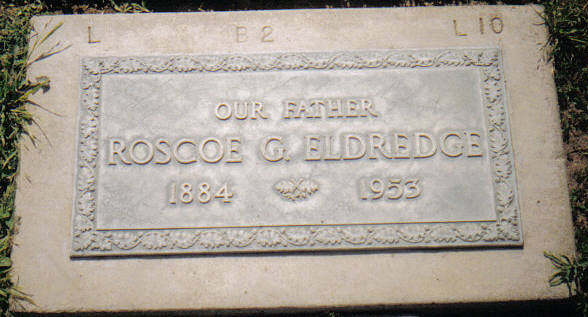 L B2 L10
OUR FATHER
ROSCOE G. ELDREDGE
1884 1953